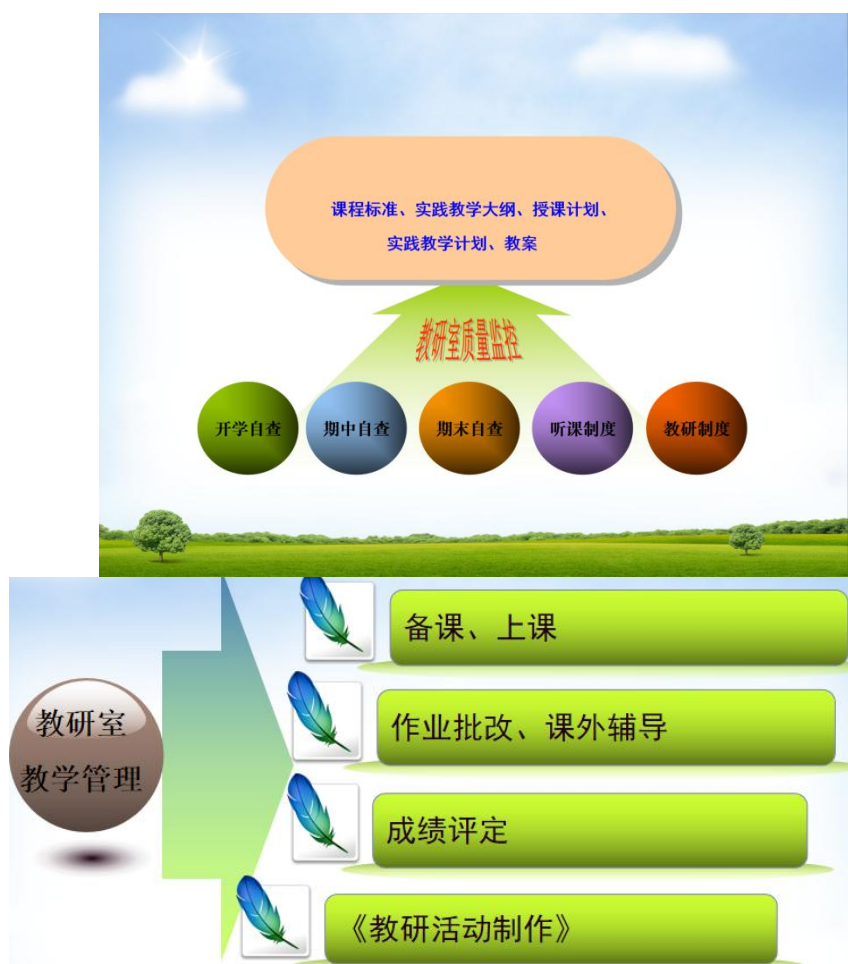 课程标准、实践教学大纲、授课计划、
实践教学计划、教案
教研室质量监控
开学自查
期中自查
期末自查
听课制度
教研制度
备课、上课
教研室
教学管理
作业批改、课外辅导
成绩评定
《教研活动制作》